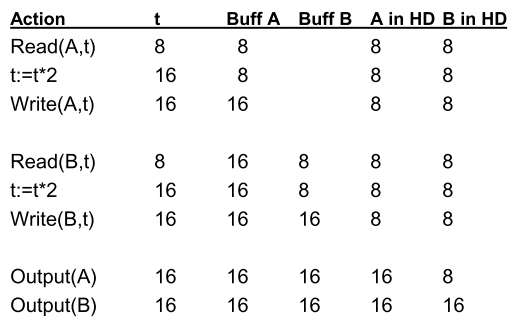 Action t Buff A Buff B A in HD B in HD
Read(A,t) 8 8 8 8
t:=t*2 16 8 8 8
Write(A,t) 16 16 8 8
Read(B,t) 8 16 8 8 8
t:=t*2 16 16 8 8 8
Write(B,t) 16 16 16 8 8
Output(A) 16 16 16 16 8
Output(B) 16 16 16 16 16